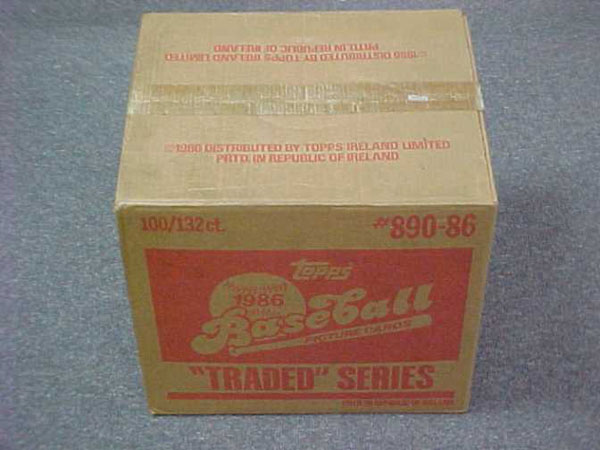 ©1986 DISTRIBUTED BY TOPPS IRELAND LIMITED
PRTD. IN REPUBLIC OF IRELAND
©1986 DISTRIBUTED BY TOPPS IRELAND LIMITED
PRTD. IN REPUBLIC OF IRELAND
100/132 ct.
#890-86
topps
1986
Baseball
PICTURE CARDS
"TRADED" SERIES